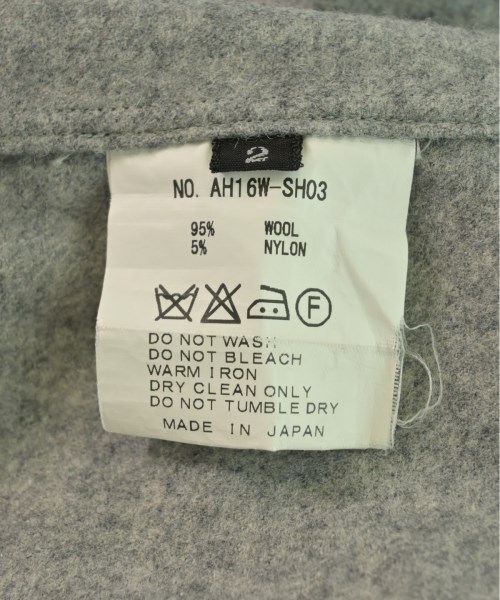 2
NO. AH16W-SH03
95% WOOL
5% NYLON
F
DO NOT WASH
DO NOT BLEACH
WARM IRON
DRY CLEAN ONLY
DO NOT TUMBLE DRY
MADE IN JAPAN